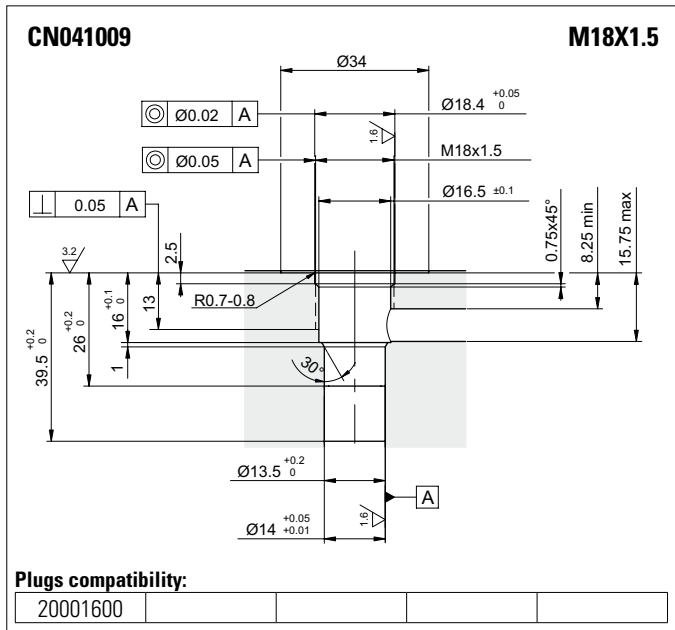 CN041009
M18X1.5
Ø34
Ø18.4 +0.05 0
◎ Ø0.02 A
1.6
◎ Ø0.05 A
M18x1.5
Ø16.5 ±0.1
⊥ 0.05 A
3.2
2.5
0.75x45°
8.25 min
15.75 max
R0.7-0.8
39.5 +0.2 0
26 +0.2 0
16 +0.1 0
13
1
30°
Ø13.5 +0.2 0
A
Ø14 +0.05 +0.01
1.6
Plugs compatibility:
20001600